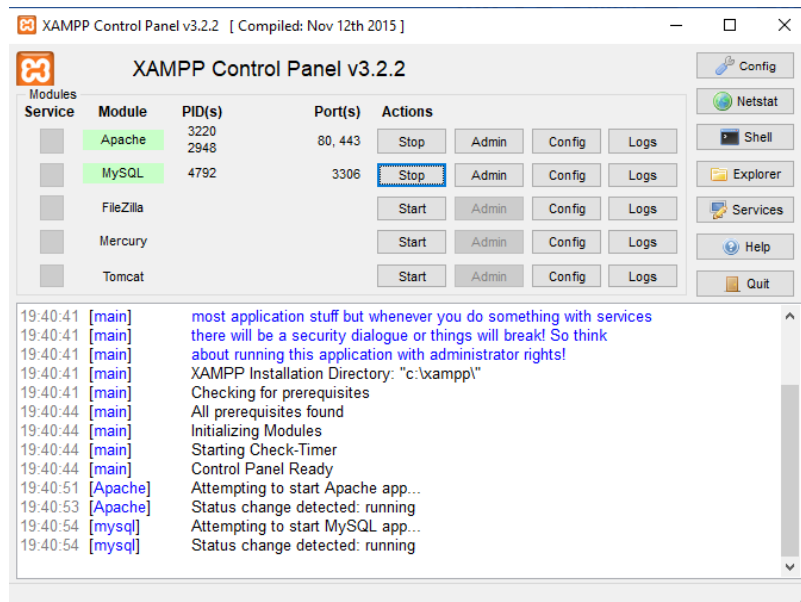 XAMPP Control Panel v3.2.2 [ Compiled: Nov 12th 2015 ]
XAMPP Control Panel v3.2.2
Config
Modules
Service Module PID(s) Port(s) Actions
Netstat
Apache 3220 2948 80, 443 Stop Admin Config Logs
Shell
MySQL 4792 3306 Stop Admin Config Logs
Explorer
FileZilla Start Admin Config Logs
Services
Mercury Start Admin Config Logs
Help
Tomcat Start Admin Config Logs
Quit
19:40:41 [main] most application stuff but whenever you do something with services
19:40:41 [main] there will be a security dialogue or things will break! So think
19:40:41 [main] about running this application with administrator rights!
19:40:41 [main] XAMPP Installation Directory: "c:\xampp\"
19:40:41 [main] Checking for prerequisites
19:40:44 [main] All prerequisites found
19:40:44 [main] Initializing Modules
19:40:44 [main] Starting Check-Timer
19:40:44 [main] Control Panel Ready
19:40:51 [Apache] Attempting to start Apache app...
19:40:53 [Apache] Status change detected: running
19:40:54 [mysql] Attempting to start MySQL app...
19:40:54 [mysql] Status change detected: running